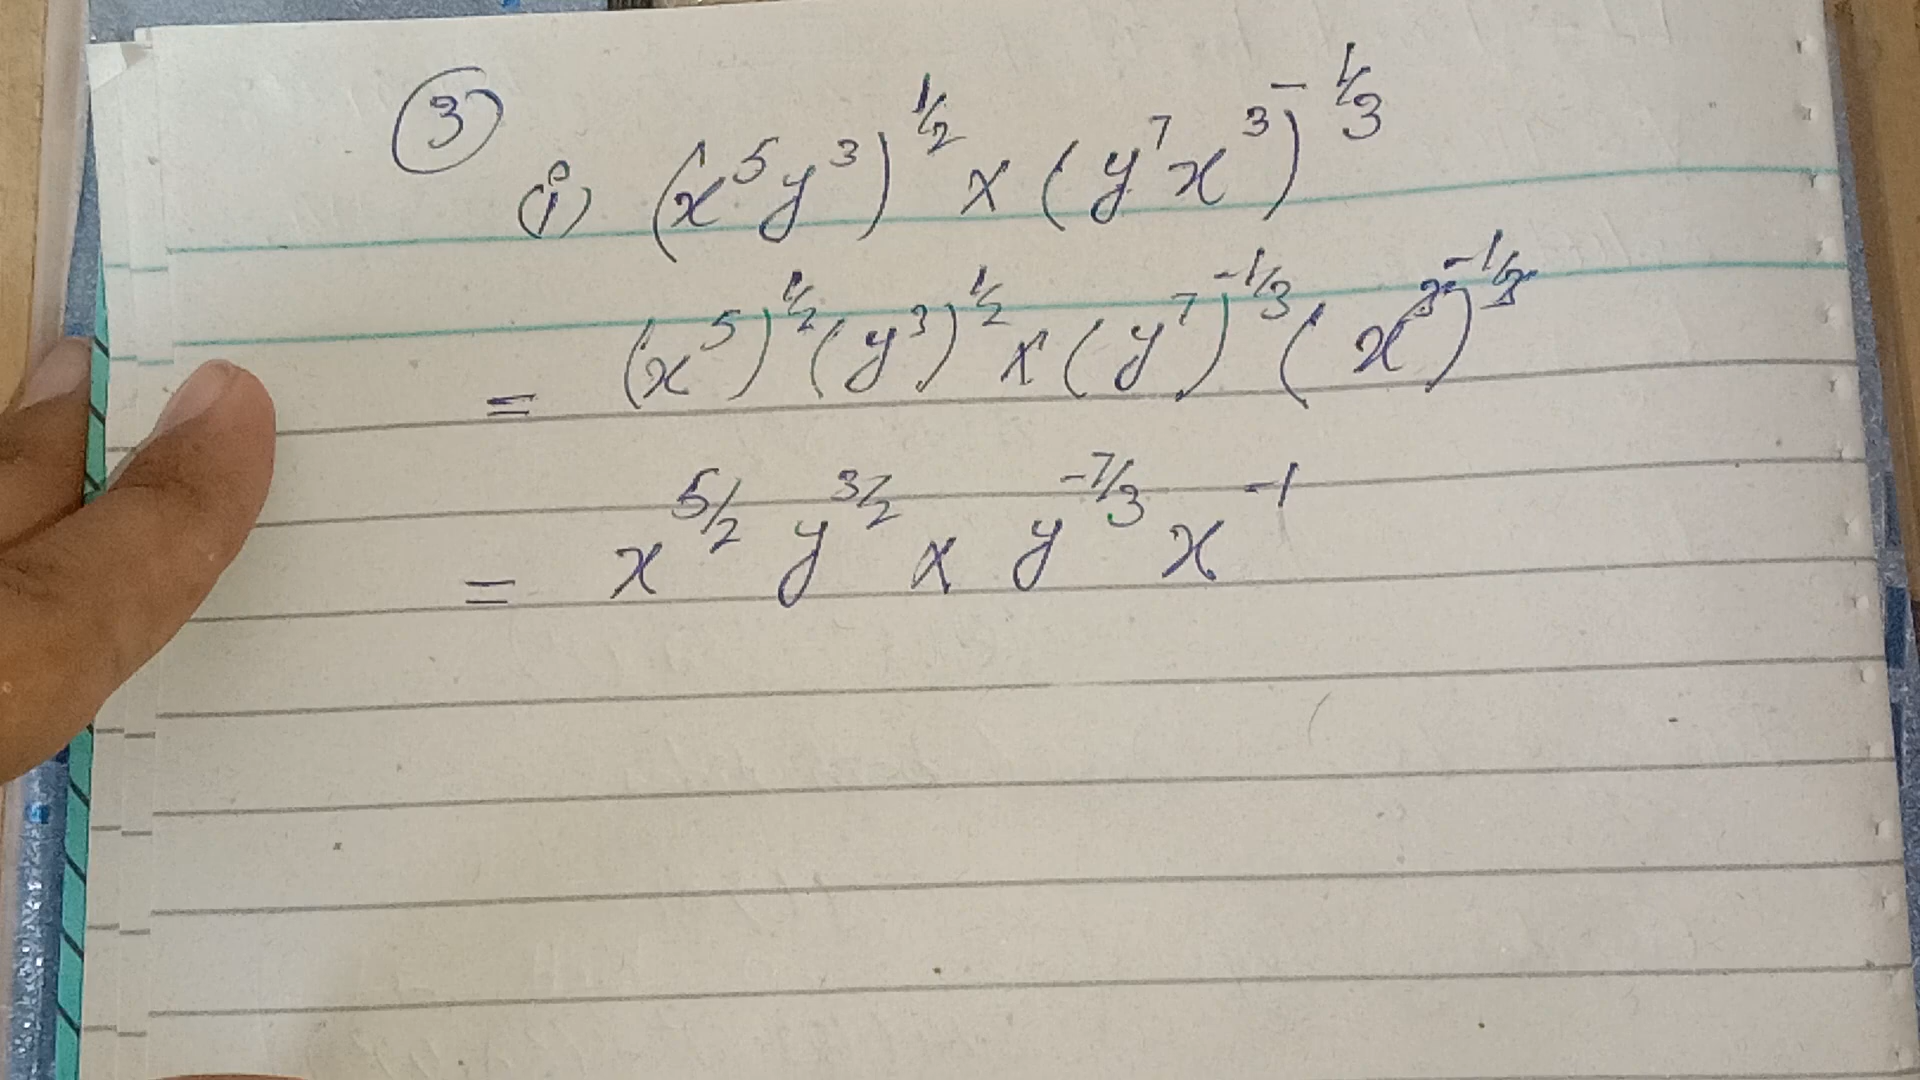 ③
(i) (x⁵y³)^1/2 × (y⁷x³)^-1/3
= (x⁵)^1/2 (y³)^1/2 × (y⁷)^-1/3 (x³)^-1/3
= x^5/2 y^3/2 × y^-7/3 x^-1